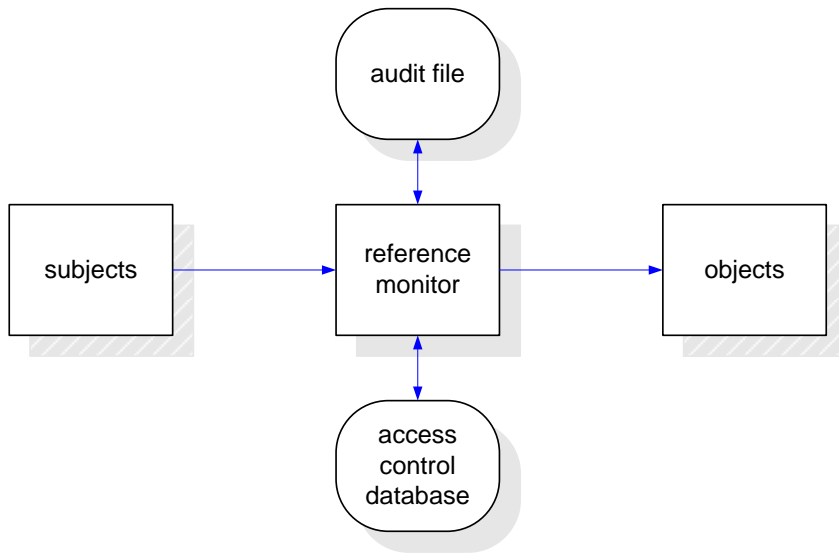 audit file
subjects
reference
monitor
objects
access
control
database